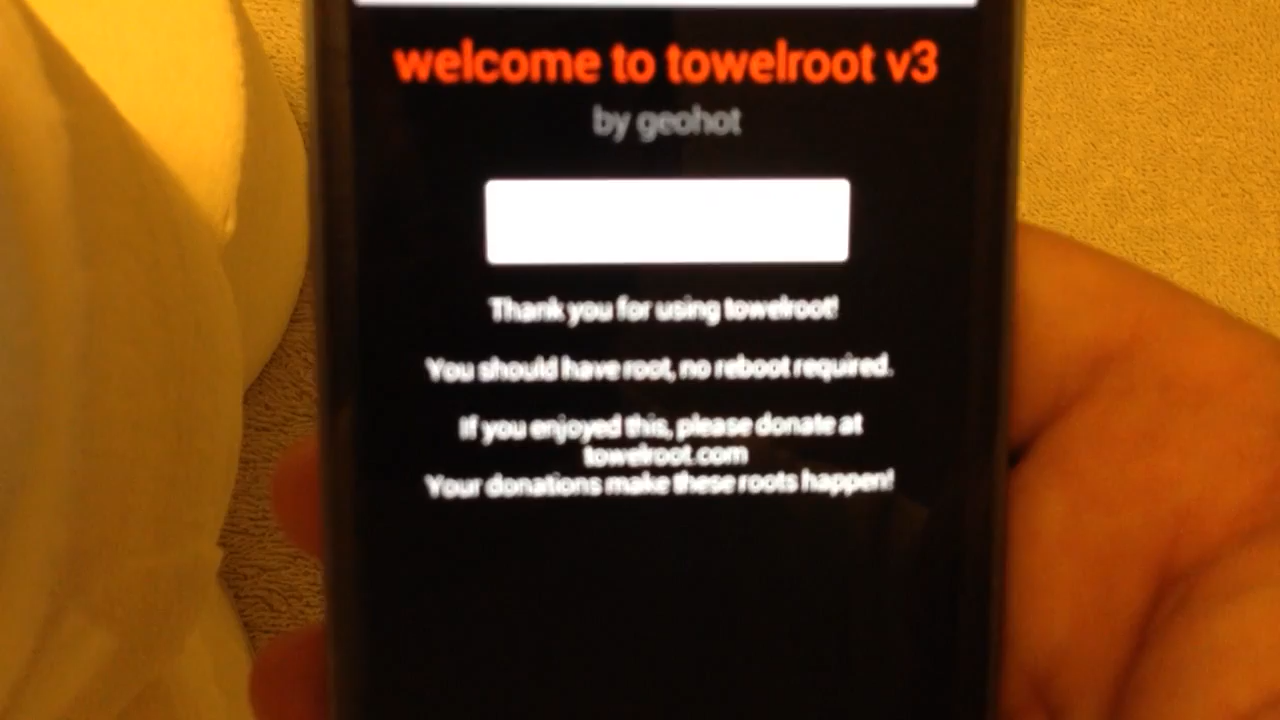 welcome to towelroot v3
by geohot
Thank you for using towelroot!
You should have root, no reboot required.
If you enjoyed this, please donate at
towelroot.com
Your donations make these roots happen!